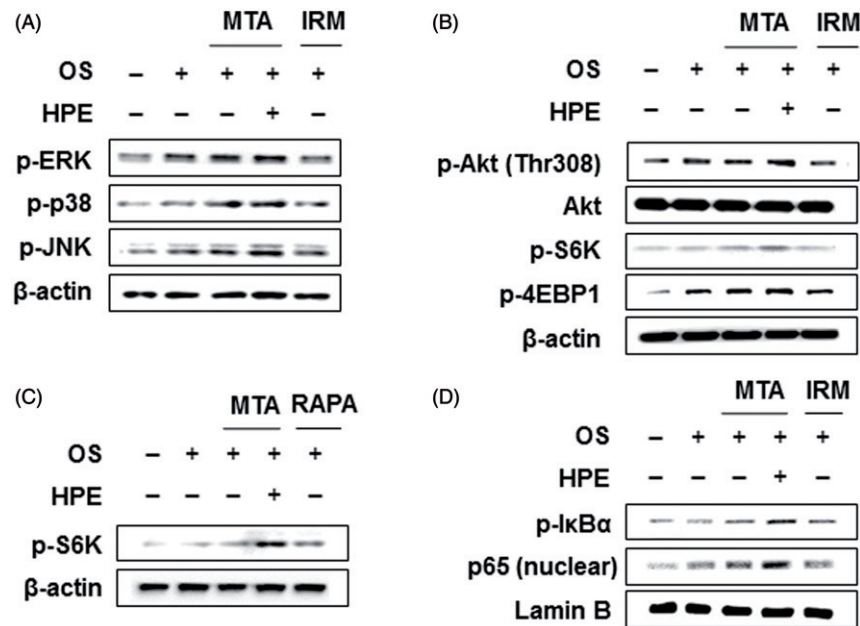 (A)
MTA IRM
OS – + + + +
HPE – – – + –
p-ERK
p-p38
p-JNK
β-actin
(B)
MTA IRM
OS – + + + +
HPE – – – + –
p-Akt (Thr308)
Akt
p-S6K
p-4EBP1
β-actin
(C)
MTA RAPA
OS – + + + +
HPE – – – + –
p-S6K
β-actin
(D)
MTA IRM
OS – + + + +
HPE – – – + –
p-IκBα
p65 (nuclear)
Lamin B